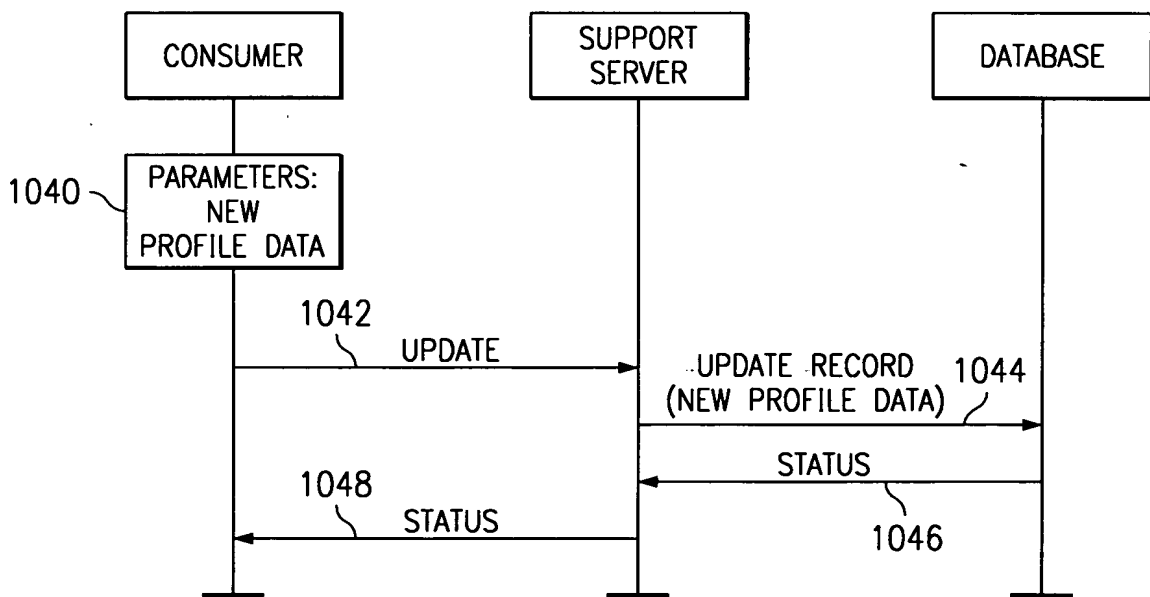 CONSUMER
SUPPORT
SERVER
DATABASE
1040
PARAMETERS:
NEW
PROFILE DATA
1042
UPDATE
UPDATE RECORD
(NEW PROFILE DATA)
1044
STATUS
1046
1048
STATUS